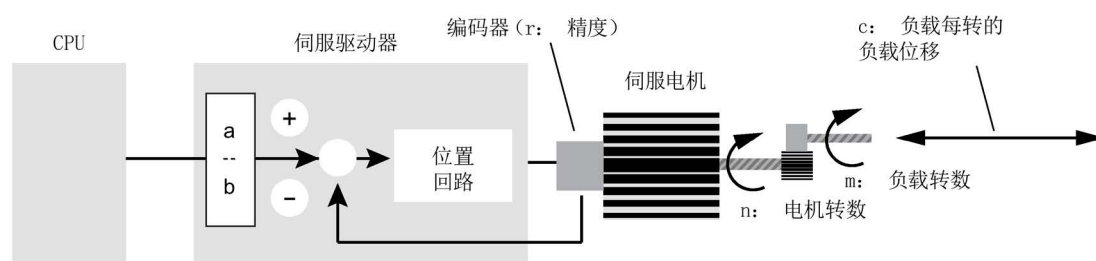 CPU
伺服驱动器
编码器(r: 精度)
c: 负载每转的
负载位移
伺服电机
a
--
b
+
−
位置
回路
m: 负载转数
n: 电机转数